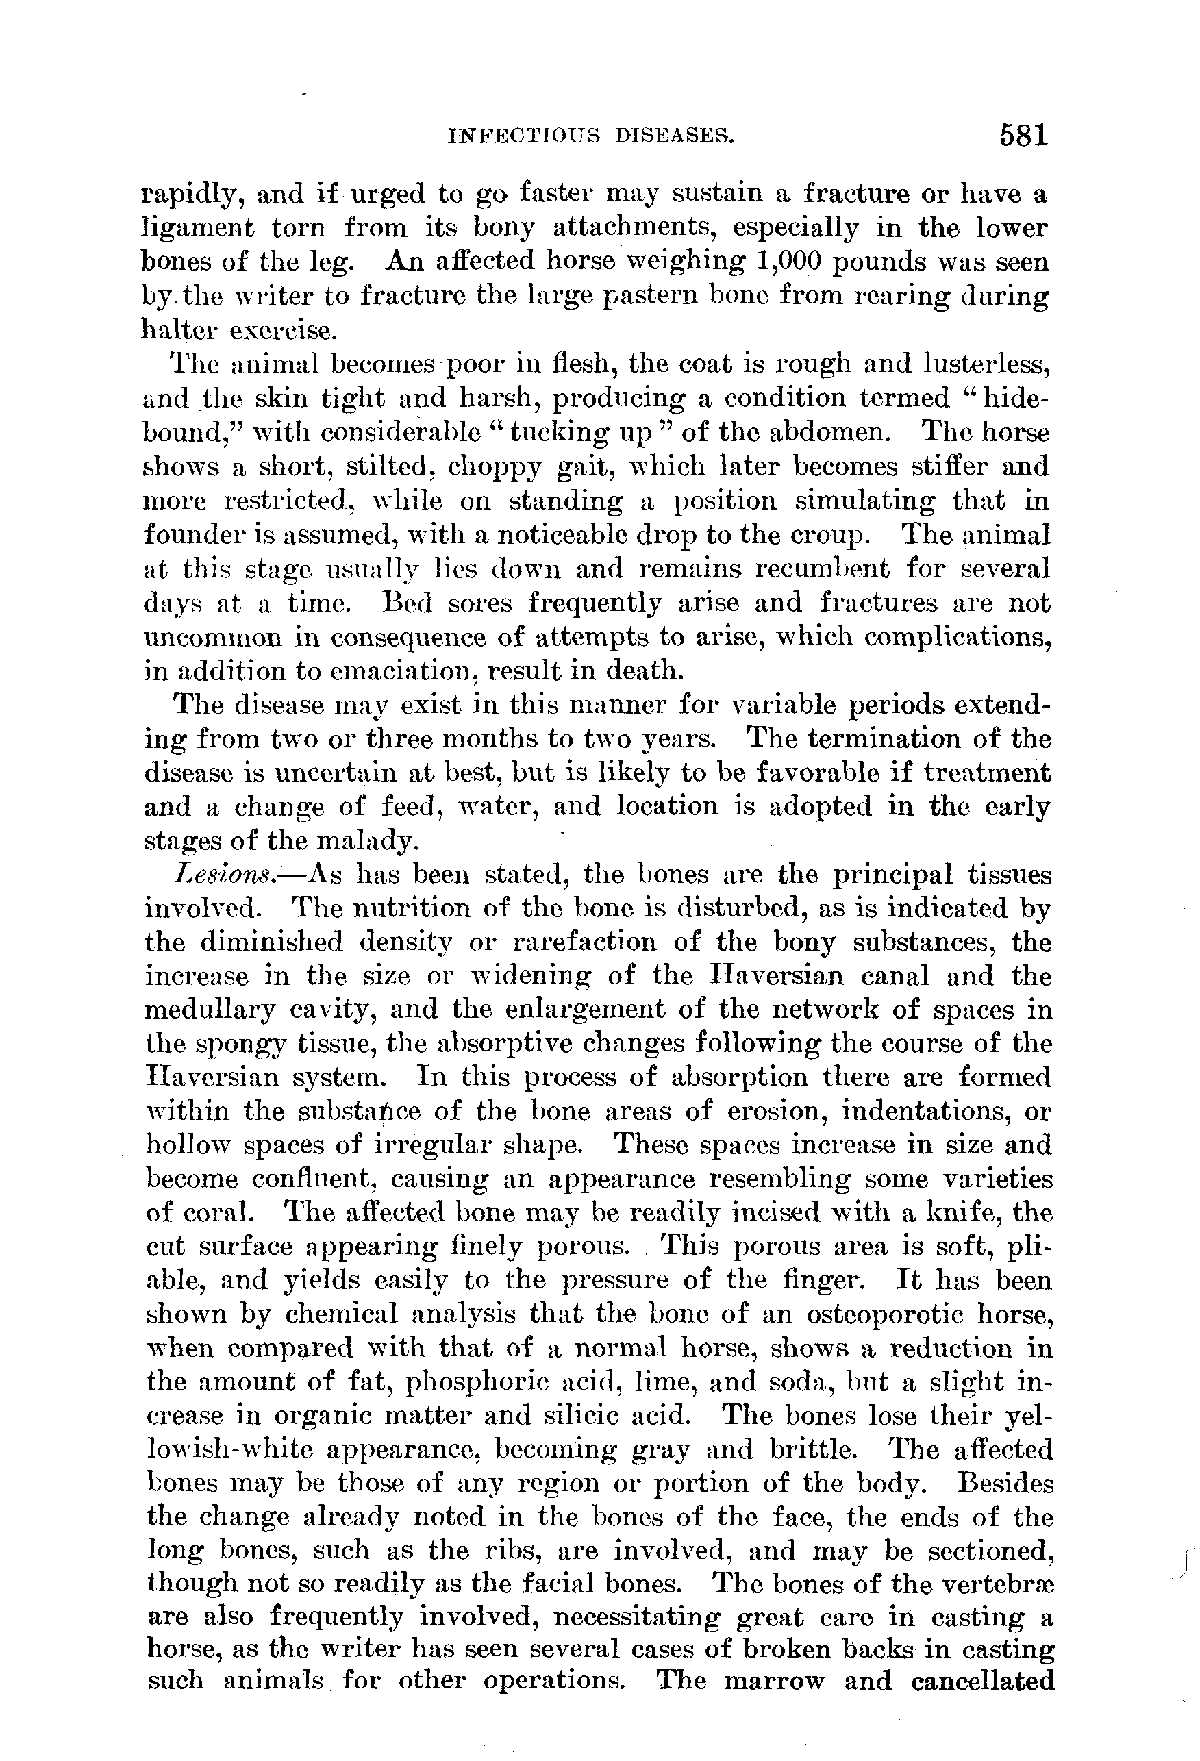 INFECTIOUS DISEASES. 581
rapidly, and if urged to go faster may sustain a fracture or have a
ligament torn from its bony attachments, especially in the lower
bones of the leg. An affected horse weighing 1,000 pounds was seen
by the writer to fracture the large pastern bone from rearing during
halter exercise.
The animal becomes poor in flesh, the coat is rough and lusterless,
and the skin tight and harsh, producing a condition termed "hide-
bound," with considerable "tucking up" of the abdomen. The horse
shows a short, stilted, choppy gait, which later becomes stiffer and
more restricted, while on standing a position simulating that in
founder is assumed, with a noticeable drop to the croup. The animal
at this stage usually lies down and remains recumbent for several
days at a time. Bed sores frequently arise and fractures are not
uncommon in consequence of attempts to arise, which complications,
in addition to emaciation, result in death.
The disease may exist in this manner for variable periods extend-
ing from two or three months to two years. The termination of the
disease is uncertain at best, but is likely to be favorable if treatment
and a change of feed, water, and location is adopted in the early
stages of the malady.
Lesions.—As has been stated, the bones are the principal tissues
involved. The nutrition of the bone is disturbed, as is indicated by
the diminished density or rarefaction of the bony substances, the
increase in the size or widening of the Haversian canal and the
medullary cavity, and the enlargement of the network of spaces in
the spongy tissue, the absorptive changes following the course of the
Haversian system. In this process of absorption there are formed
within the substance of the bone areas of erosion, indentations, or
hollow spaces of irregular shape. These spaces increase in size and
become confluent, causing an appearance resembling some varieties
of coral. The affected bone may be readily incised with a knife, the
cut surface appearing finely porous. This porous area is soft, pli-
able, and yields easily to the pressure of the finger. It has been
shown by chemical analysis that the bone of an osteoporotic horse,
when compared with that of a normal horse, shows a reduction in
the amount of fat, phosphoric acid, lime, and soda, but a slight in-
crease in organic matter and silicic acid. The bones lose their yel-
lowish-white appearance, becoming gray and brittle. The affected
bones may be those of any region or portion of the body. Besides
the change already noted in the bones of the face, the ends of the
long bones, such as the ribs, are involved, and may be sectioned,
though not so readily as the facial bones. The bones of the vertebræ
are also frequently involved, necessitating great care in casting a
horse, as the writer has seen several cases of broken backs in casting
such animals for other operations. The marrow and cancellated